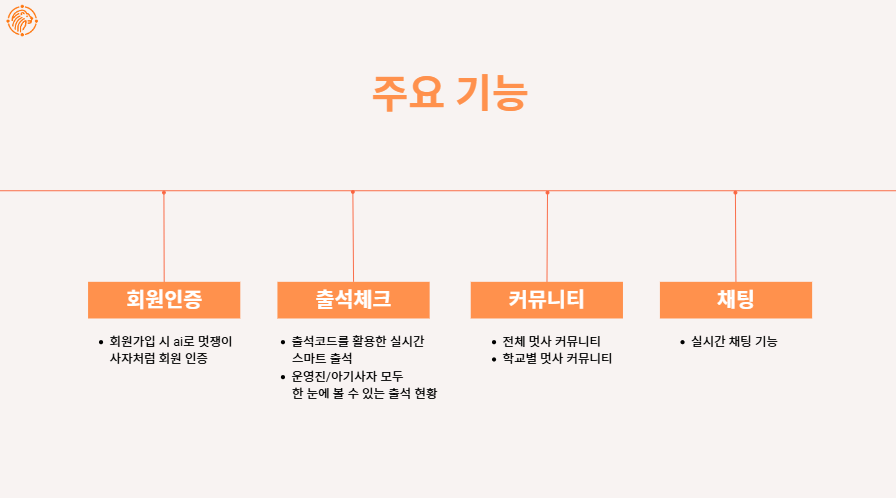 주요 기능
회원인증
회원가입 시 ai로 멋쟁이
사자처럼 회원 인증
출석체크
출석코드를 활용한 실시간
스마트 출석
운영진/아기사자 모두
한 눈에 볼 수 있는 출석 현황
커뮤니티
전체 멋사 커뮤니티
학교별 멋사 커뮤니티
채팅
실시간 채팅 기능